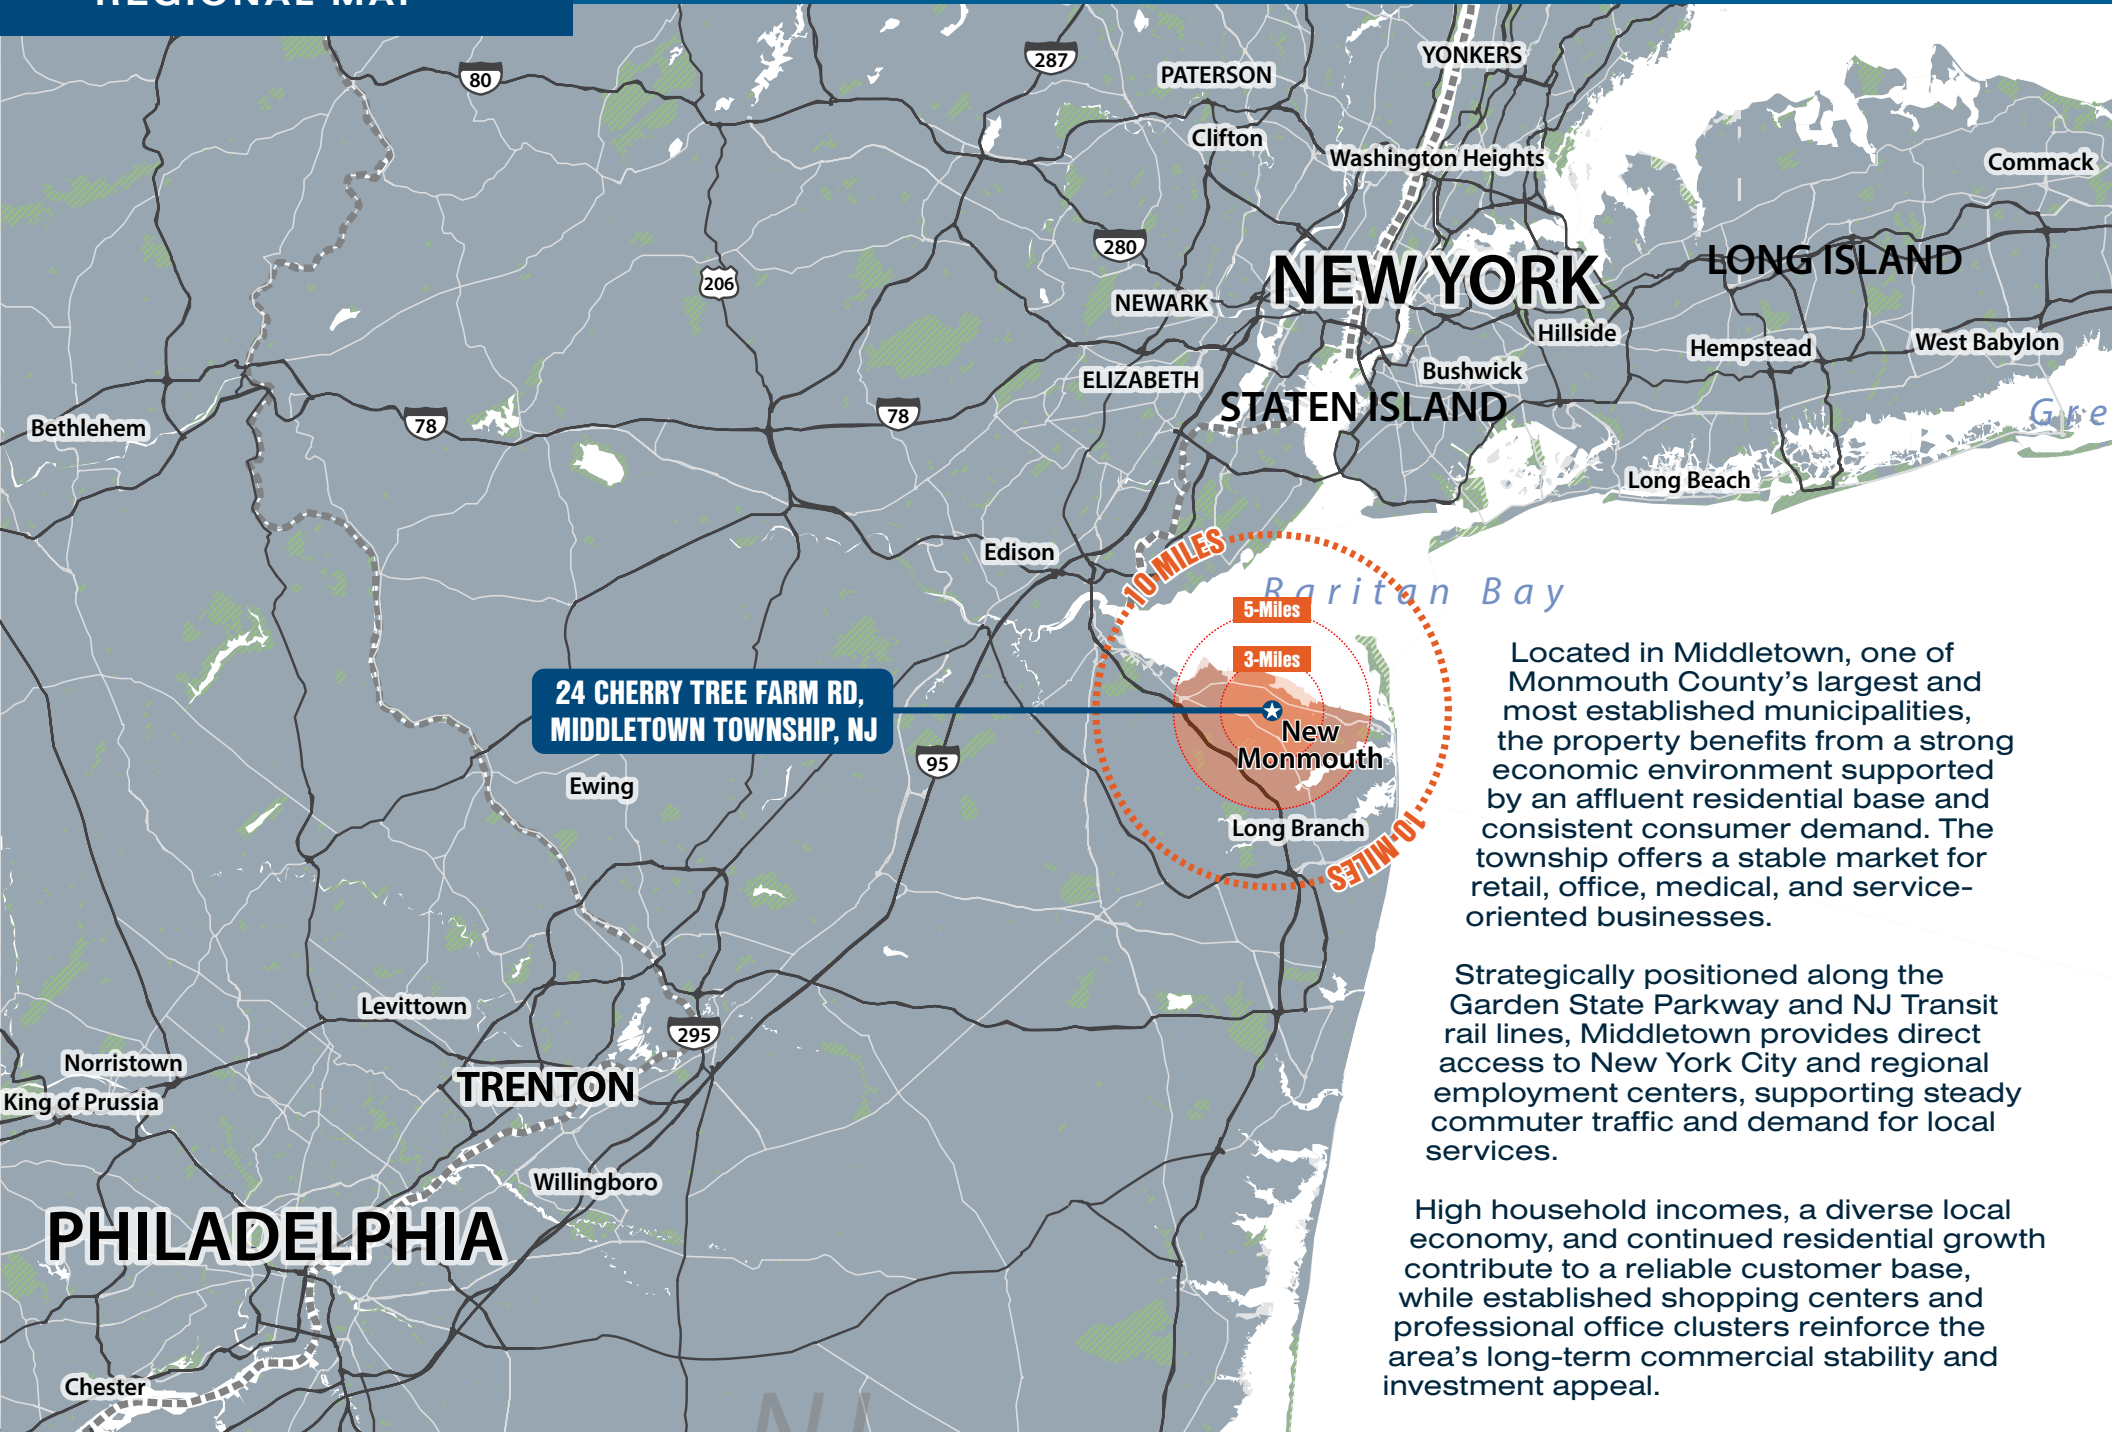 REGIONAL MAP
80
287
PATERSON
YONKERS
Clifton
Washington Heights
Commack
280
206
NEWARK
NEW YORK
LONG ISLAND
Hillside
Hempstead
West Babylon
ELIZABETH
Bushwick
STATEN ISLAND
Bethlehem
78
78
Gre
Long Beach
Edison
10-MILES
Raritan Bay
5-Miles
3-Miles
24 CHERRY TREE FARM RD,
MIDDLETOWN TOWNSHIP, NJ
New
Monmouth
95
Ewing
Long Branch
10-MILES
Levittown
295
Norristown
TRENTON
King of Prussia
Willingboro
PHILADELPHIA
Chester
NJ
Located in Middletown, one of
Monmouth County's largest and
most established municipalities,
the property benefits from a strong
economic environment supported
by an affluent residential base and
consistent consumer demand. The
township offers a stable market for
retail, office, medical, and service-
oriented businesses.
Strategically positioned along the
Garden State Parkway and NJ Transit
rail lines, Middletown provides direct
access to New York City and regional
employment centers, supporting steady
commuter traffic and demand for local
services.
High household incomes, a diverse local
economy, and continued residential growth
contribute to a reliable customer base,
while established shopping centers and
professional office clusters reinforce the
area's long-term commercial stability and
investment appeal.